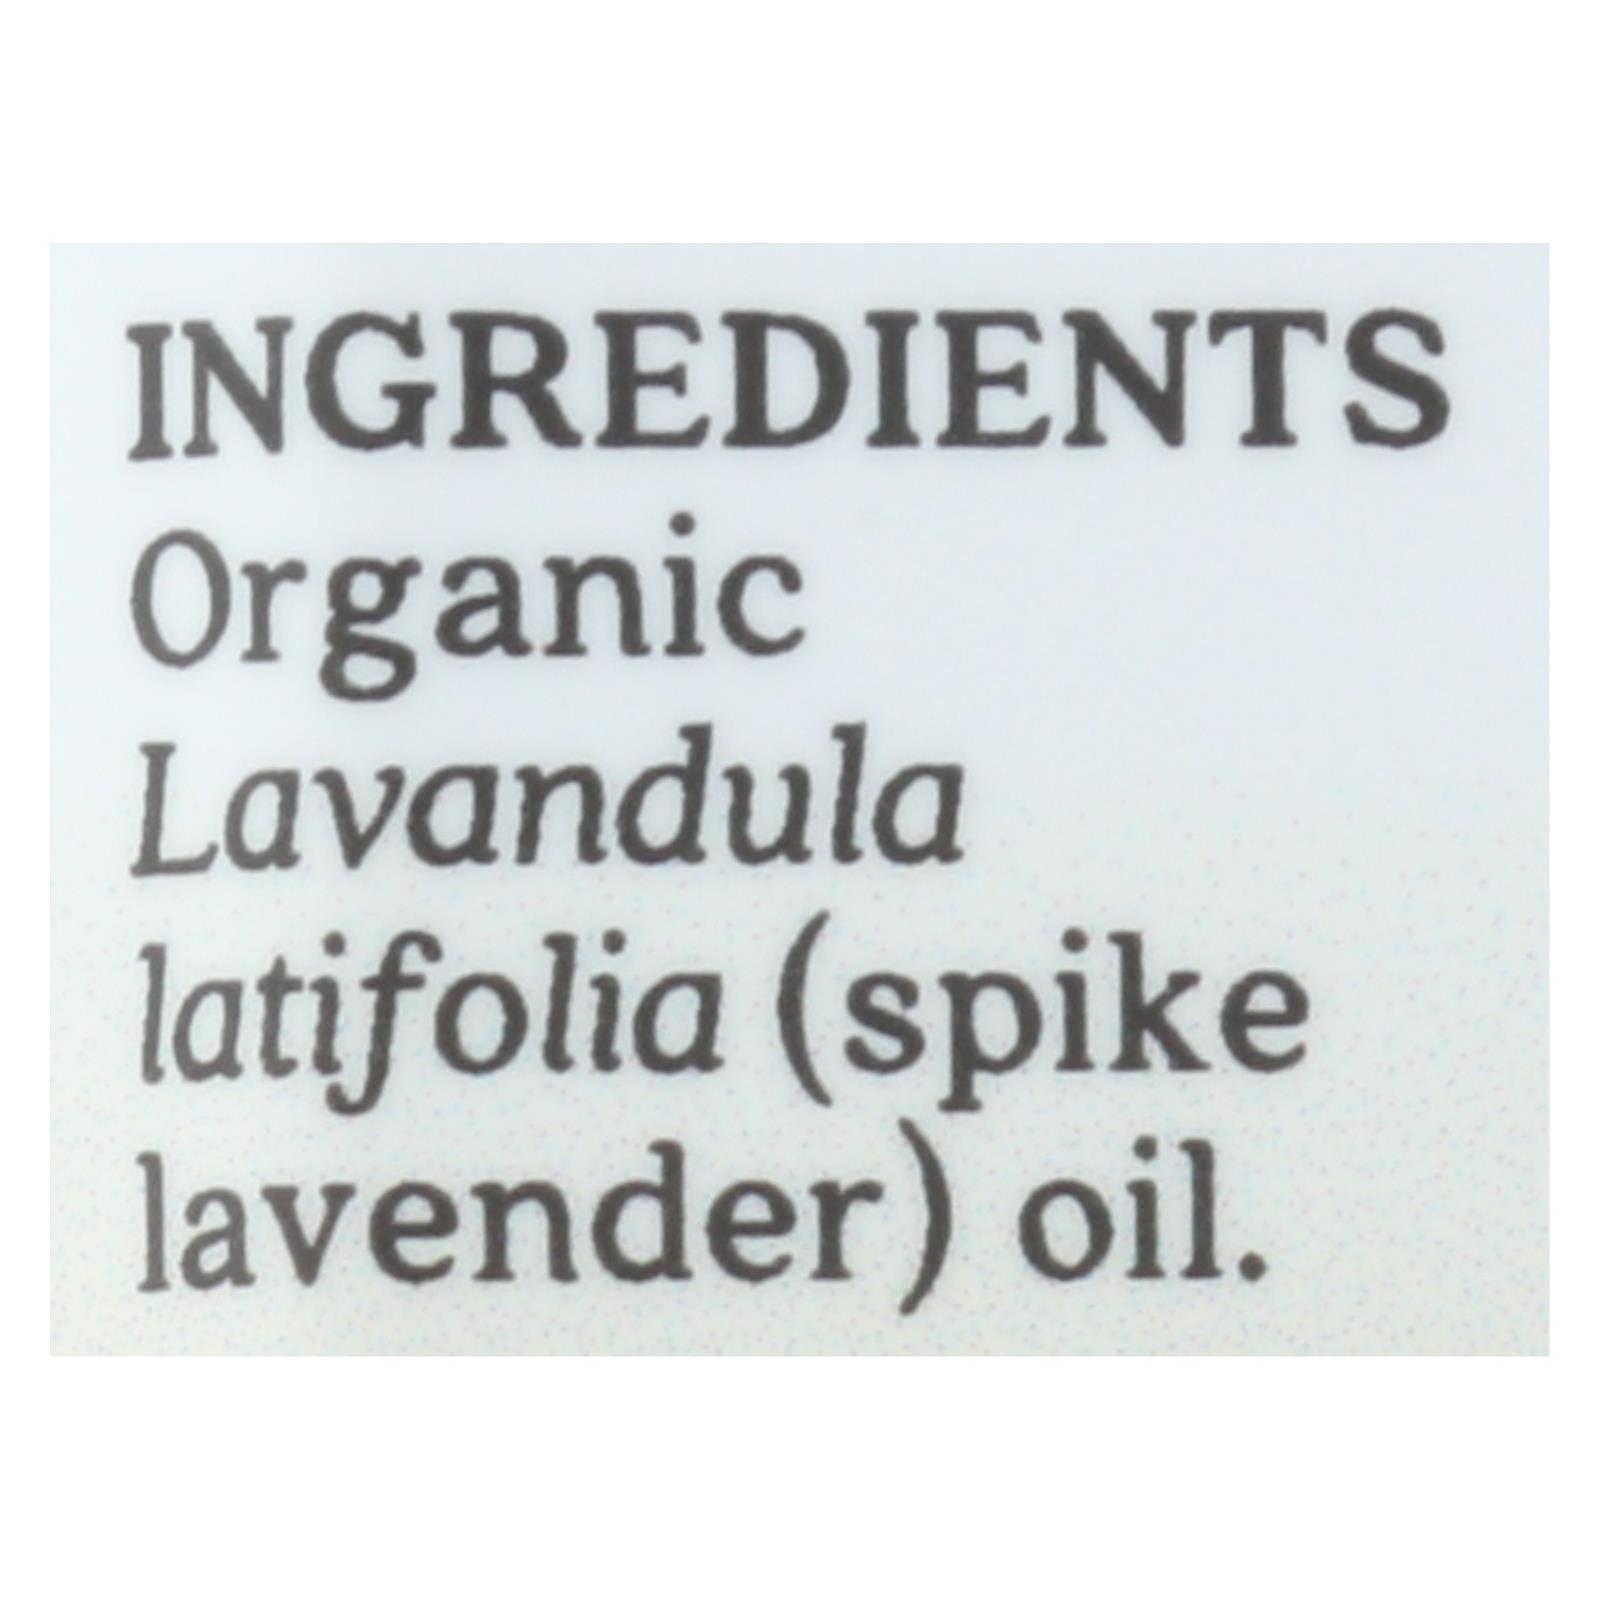 INGREDIENTS
Organic
Lavandula
latifolia (spike
lavender) oil.